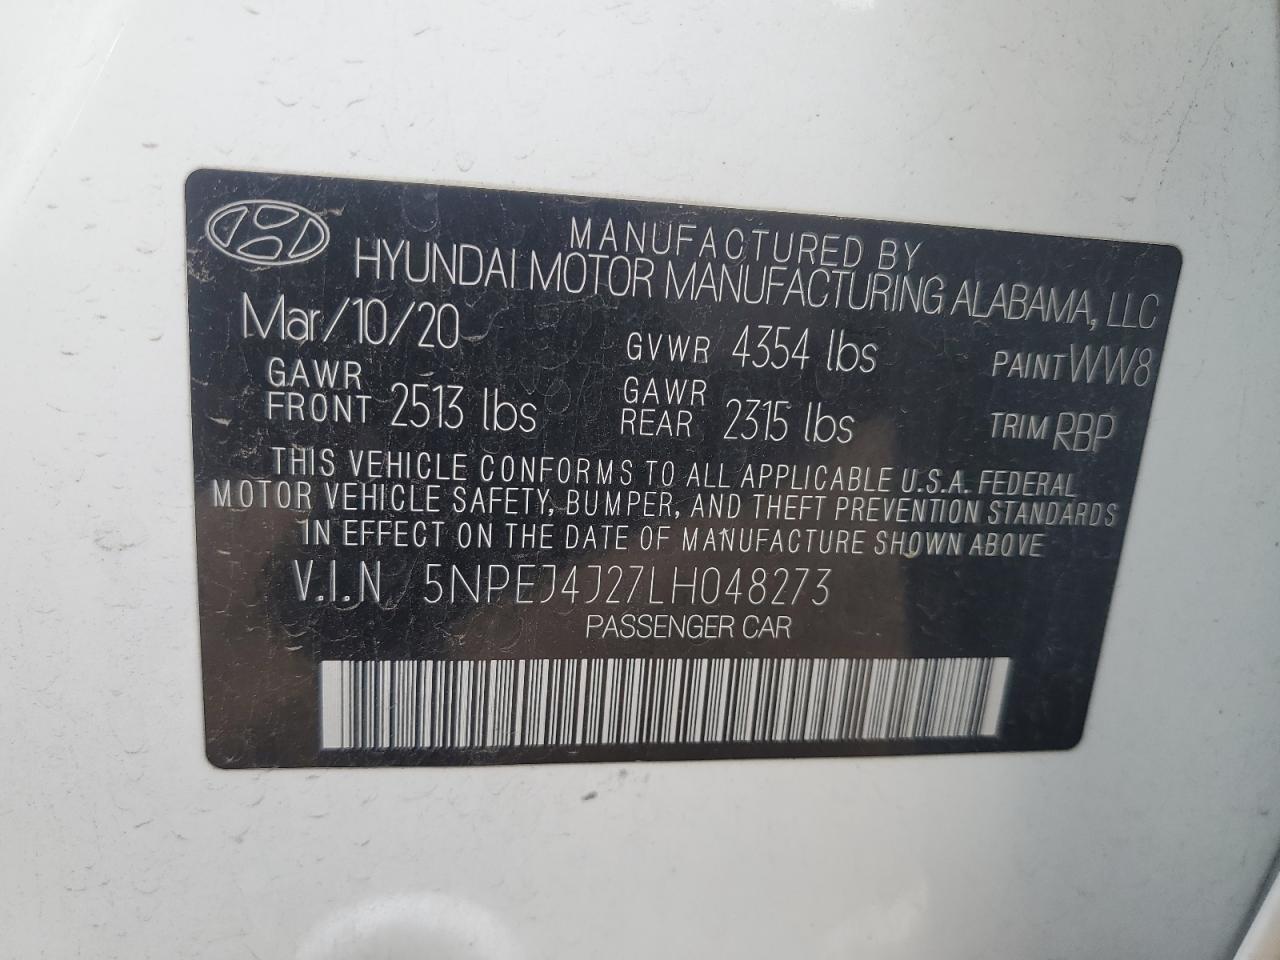 MANUFACTURED BY
HYUNDAI MOTOR MANUFACTURING ALABAMA, LLC
Mar/10/20 GVWR 4354 lbs PAINT WW8
GAWR FRONT 2513 lbs GAWR REAR 2315 lbs TRIM RBP
THIS VEHICLE CONFORMS TO ALL APPLICABLE U.S.A. FEDERAL
MOTOR VEHICLE SAFETY, BUMPER, AND THEFT PREVENTION STANDARDS
IN EFFECT ON THE DATE OF MANUFACTURE SHOWN ABOVE
V.I.N 5NPEJ4J27LH048273
PASSENGER CAR